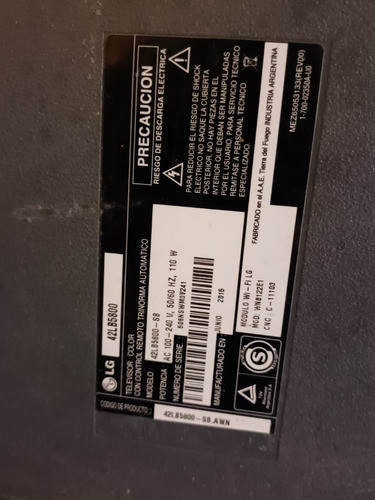 LG
42LB5800
TELEVISOR COLOR
CON CONTROL REMOTO TRINORMA AUTOMATICO
MODELO: 42LB5800-SB
POTENCIA AC 100-240 V, 50/60 HZ, 110 W
NUMERO DE SERIE
MANUFACTURADO EN: JUNIO 2015
CODIGO DE PRODUCTO:
42LB5800-SB.AWN
PRECAUCION
RIESGO DE DESCARGA ELECTRICA
PARA REDUCIR EL RIESGO DE SHOCK
ELECTRICO NO SAQUE LA CUBIERTA
POSTERIOR. NO HAY PIEZAS EN EL
INTERIOR QUE DEBAN SER MANIPULADAS
POR EL USUARIO. PARA SERVICIO TECNICO
REMITASE A PERSONAL TECNICO
ESPECIALIZADO
MODULO Wi-Fi LG
MOD: WN8122E1
CNC: C-11103
FABRICADO en el A.A.E. Tierra del Fuego INDUSTRIA ARGENTINA
MEZ65053133(REV00)
S